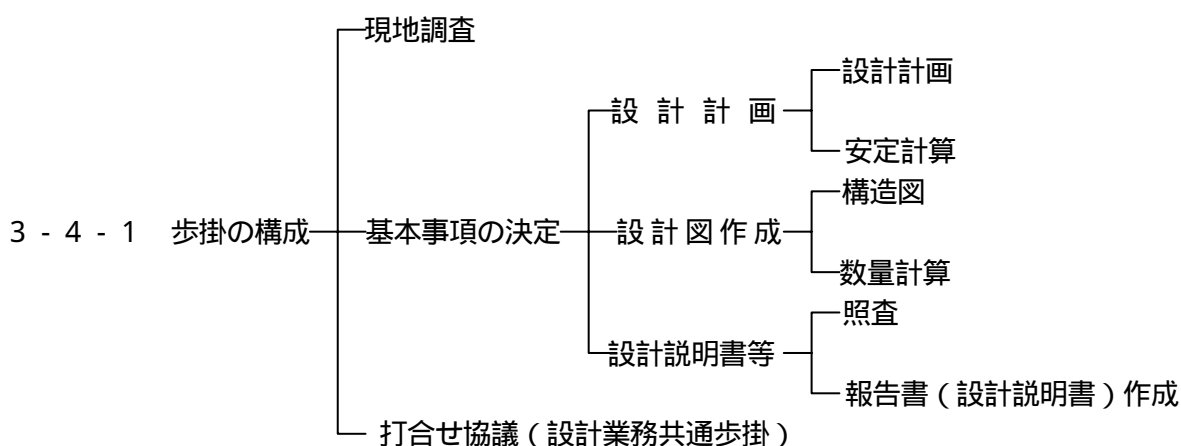 現地調査
設計計画
設 計 計 画
安定計算
構造図
3 - 4 - 1 歩掛の構成
基本事項の決定
設 計 図 作 成
数量計算
照査
設計説明書等
報告書（設計説明書）作成
打合せ協議（設計業務共通歩掛）